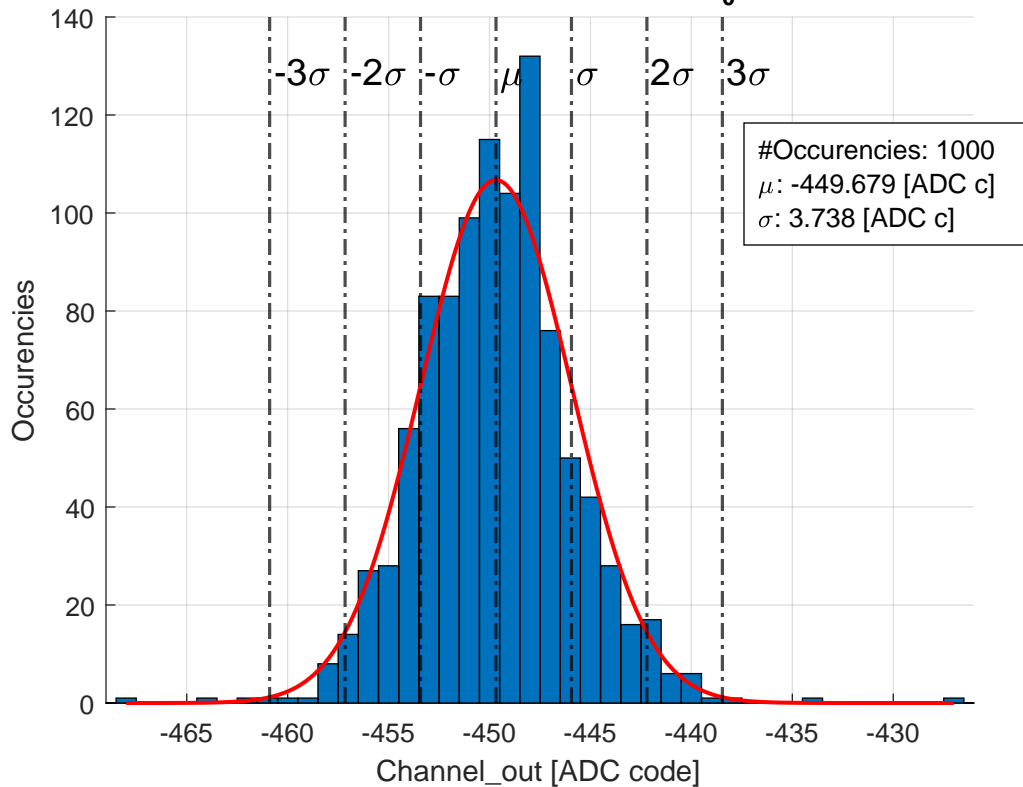 140
120
100
80
60
40
20
0
-3σ -2σ -σ μ σ 2σ 3σ
#Occurencies: 1000
μ: -449.679 [ADC c]
σ: 3.738 [ADC c]
Occurencies
-465 -460 -455 -450 -445 -440 -435 -430
Channel_out [ADC code]